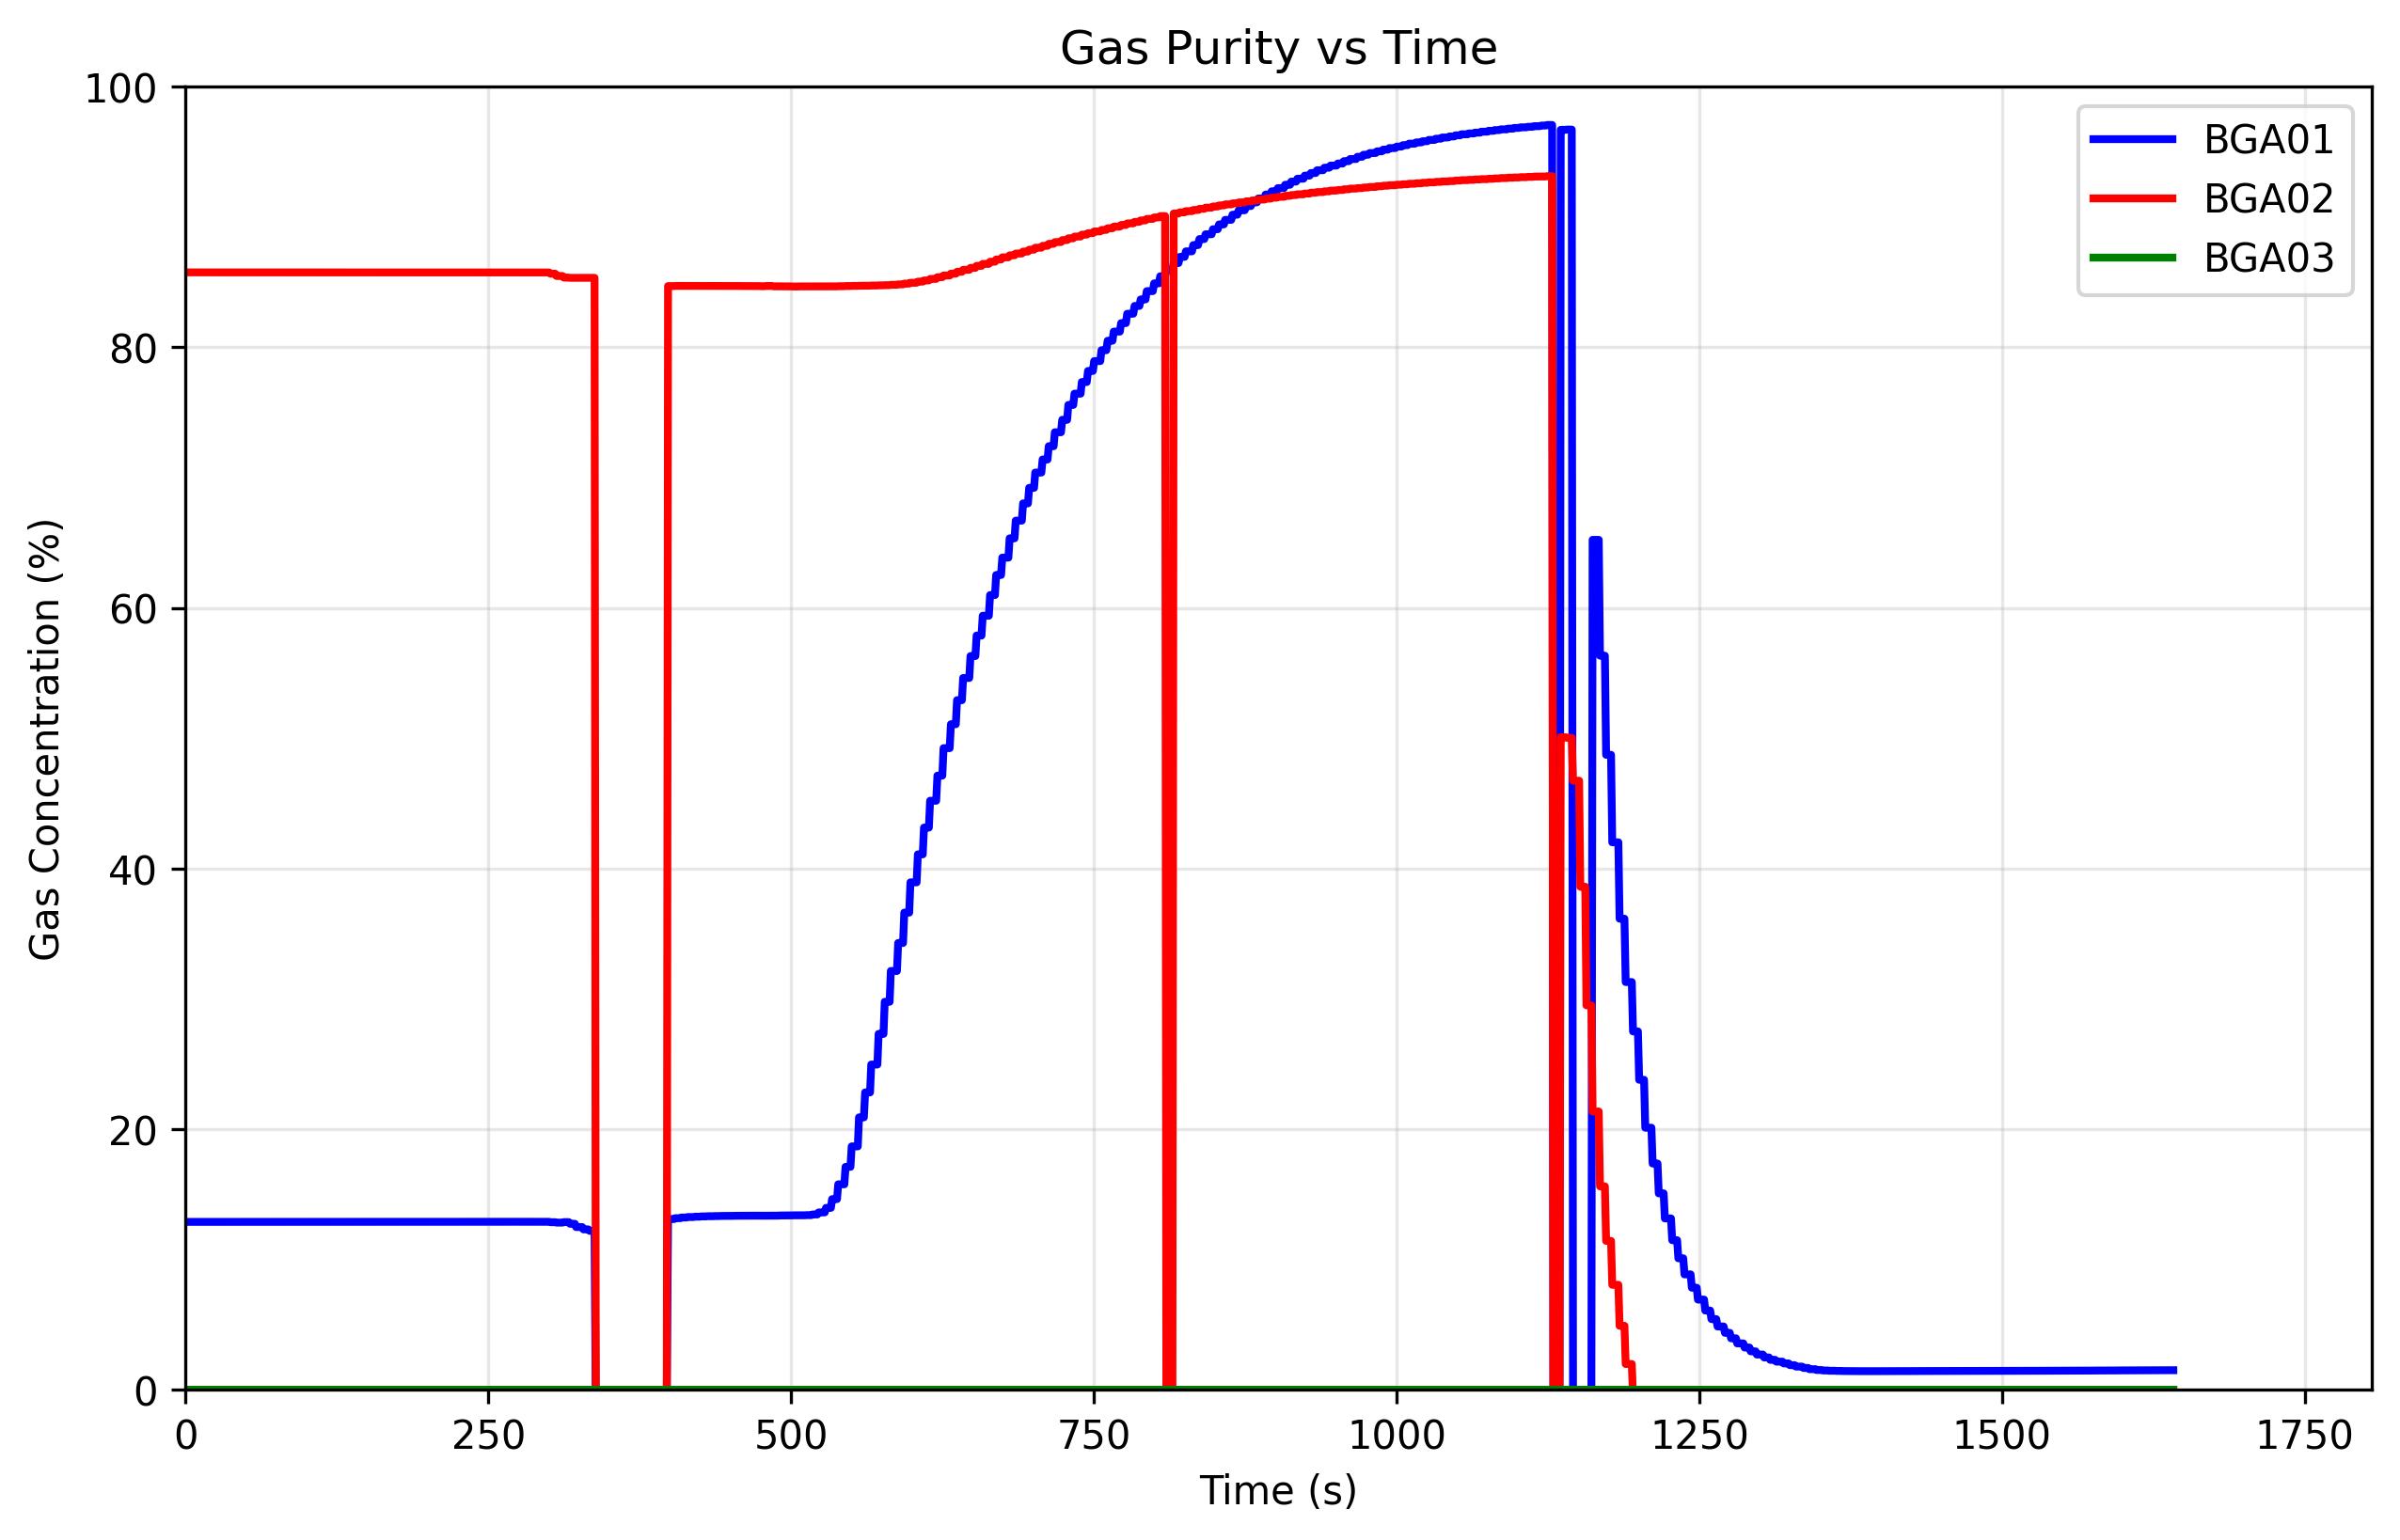 Gas Purity vs Time
100
80
60
40
20
0
Gas Concentration (%)
BGA01
BGA02
BGA03
0 250 500 750 1000 1250 1500 1750
Time (s)